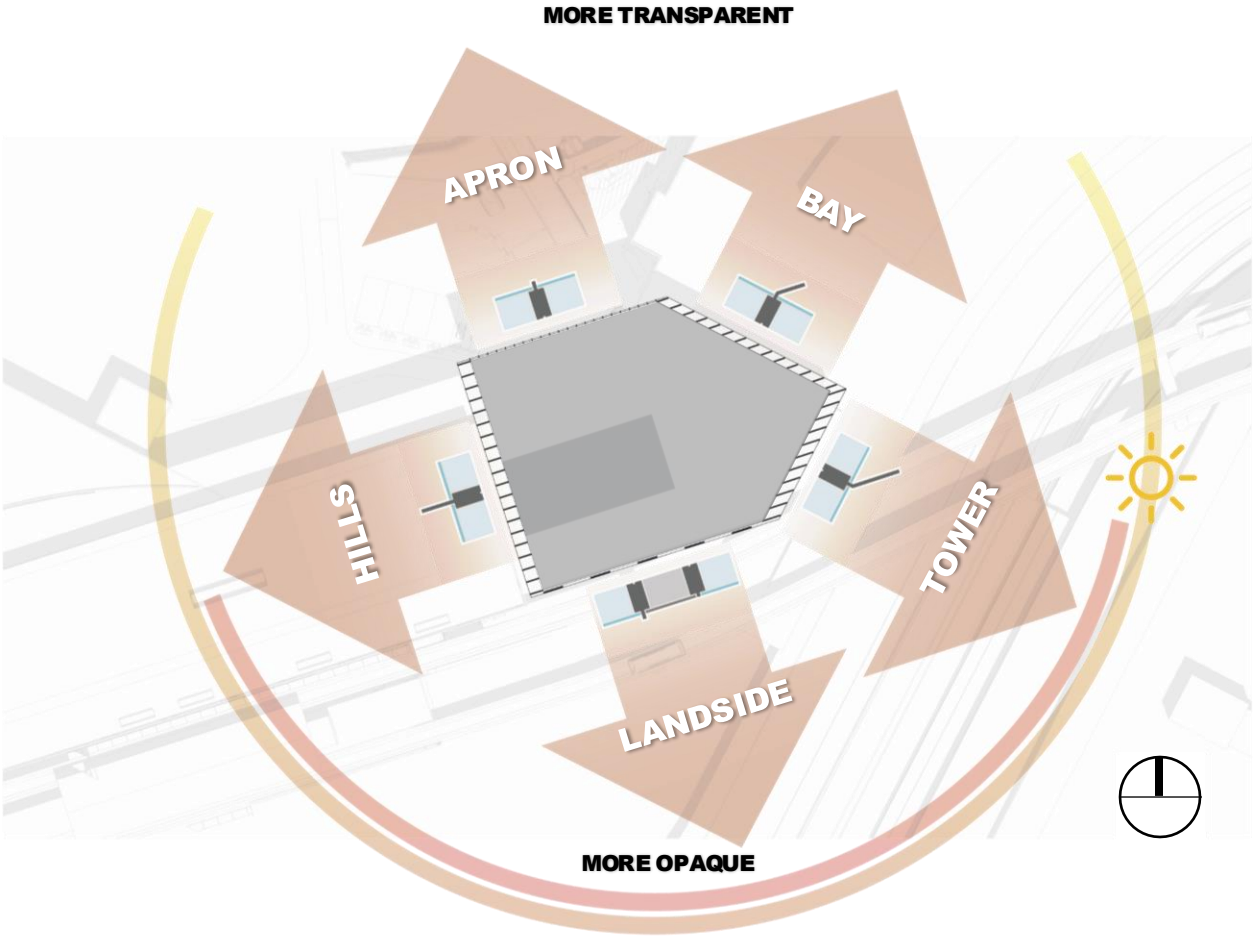 MORE TRANSPARENT
APRON
BAY
HILLS
TOWER
LANDSIDE
MORE OPAQUE